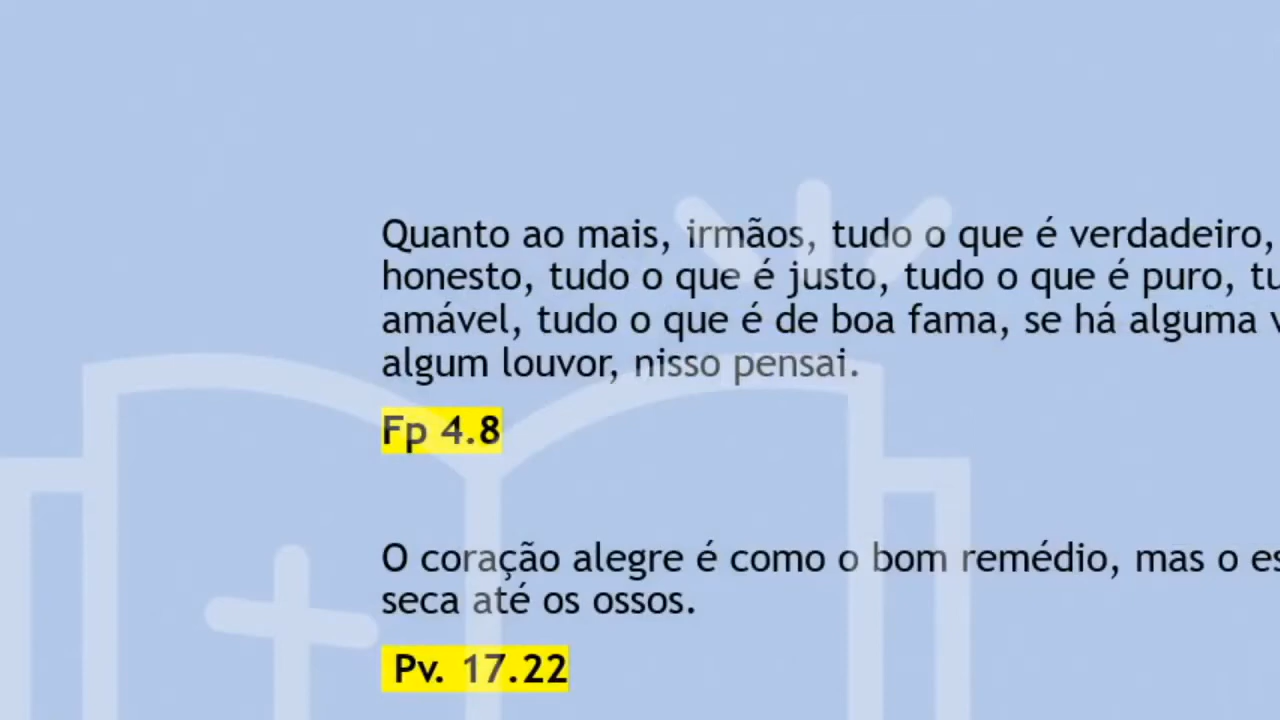 Quanto ao mais, irmãos, tudo o que é verdadeiro,
honesto, tudo o que é justo, tudo o que é puro,
amável, tudo o que é de boa fama, se há alguma
algum louvor, nisso pensai.
Fp 4.8
O coração alegre é como o bom remédio, mas o
seca até os ossos.
Pv. 17.22